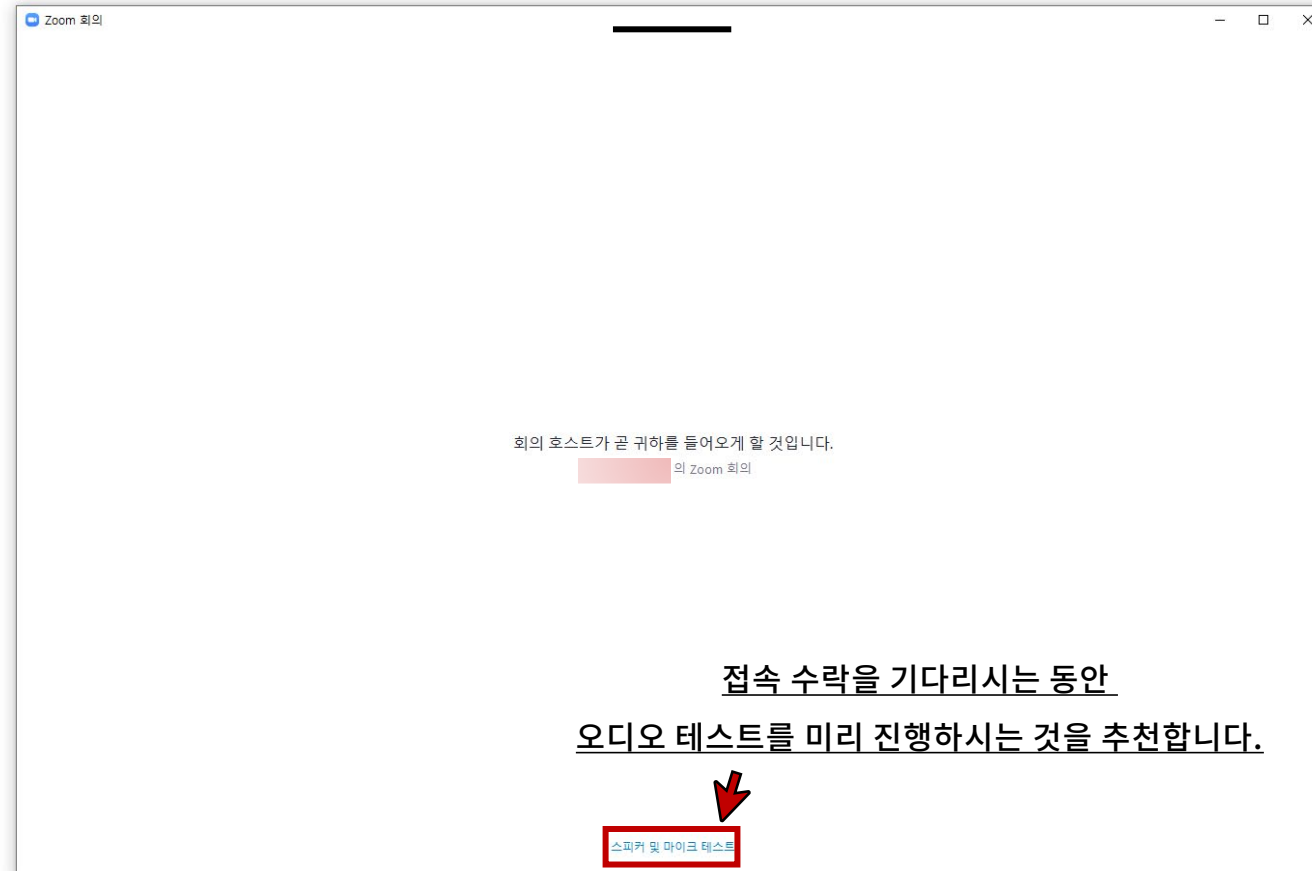 Zoom 회의
회의 호스트가 곧 귀하를 들어오게 할 것입니다.
의 Zoom 회의
접속 수락을 기다리시는 동안
오디오 테스트를 미리 진행하시는 것을 추천합니다.
스피커 및 마이크 테스트